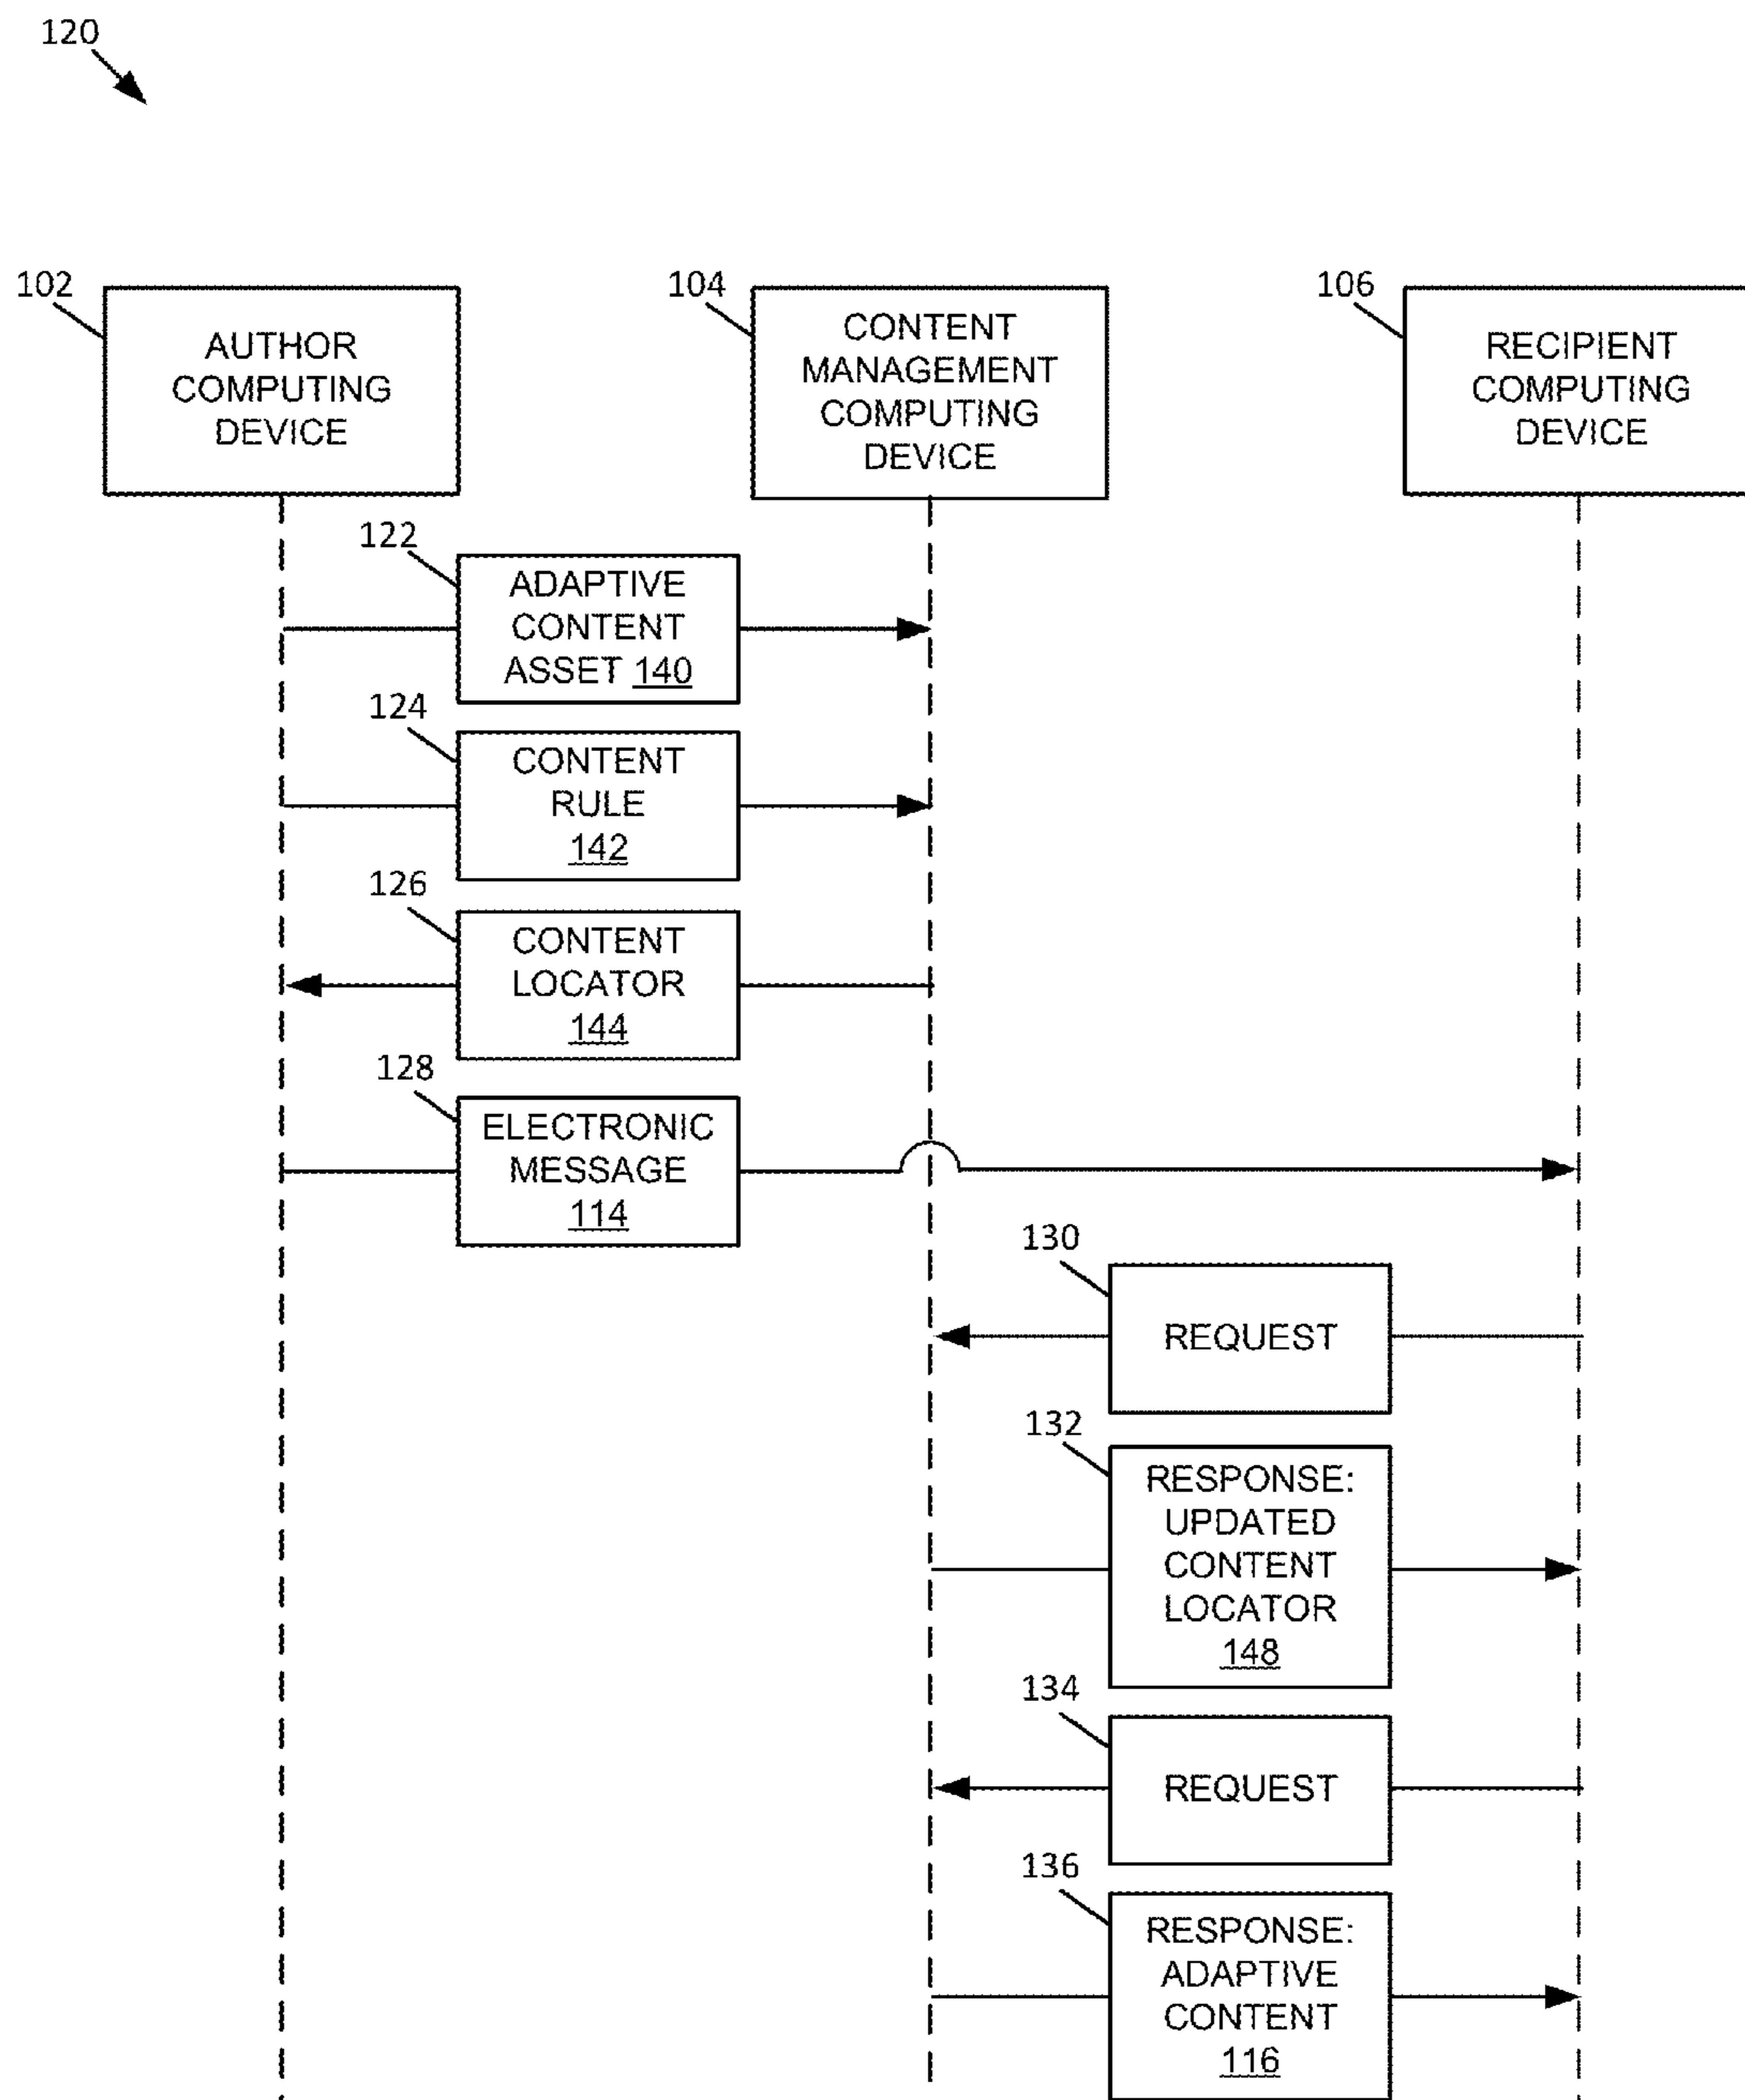 120
102
AUTHOR
COMPUTING
DEVICE
104
CONTENT
MANAGEMENT
COMPUTING
DEVICE
106
RECIPIENT
COMPUTING
DEVICE
122
ADAPTIVE
CONTENT
ASSET 140
124
CONTENT
RULE
142
126
CONTENT
LOCATOR
144
128
ELECTRONIC
MESSAGE
114
130
REQUEST
132
RESPONSE:
UPDATED
CONTENT
LOCATOR
148
134
REQUEST
136
RESPONSE:
ADAPTIVE
CONTENT
116